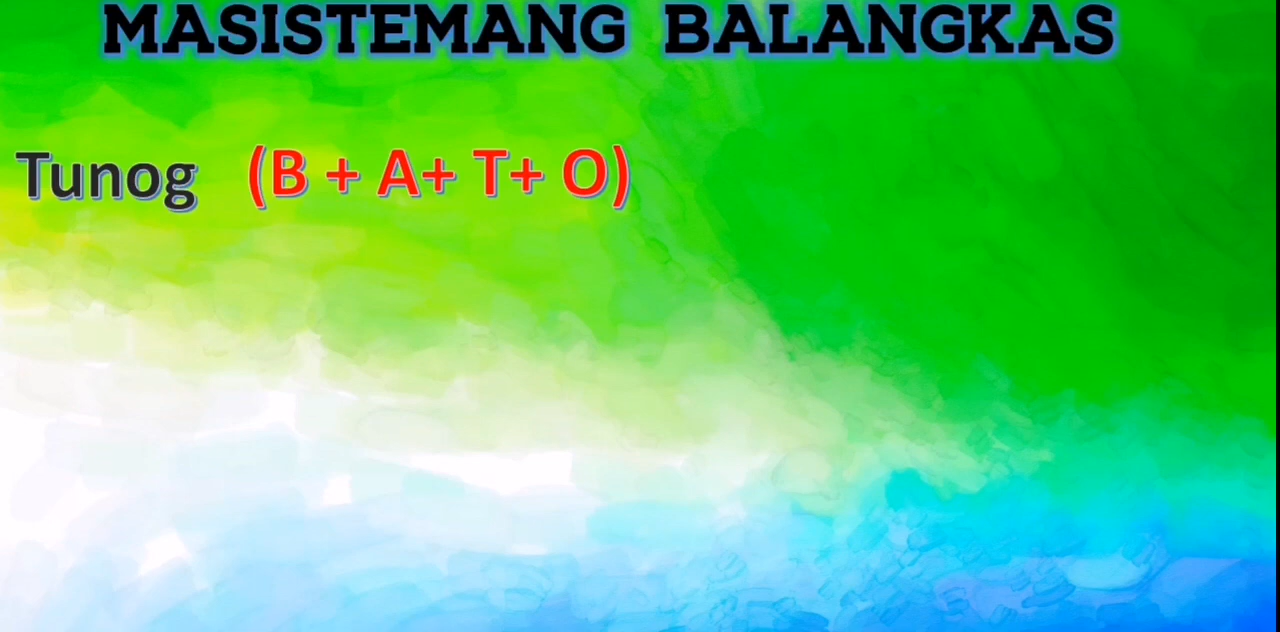 MASISTEMANG BALANGKAS
Tunog (B + A+ T+ O)